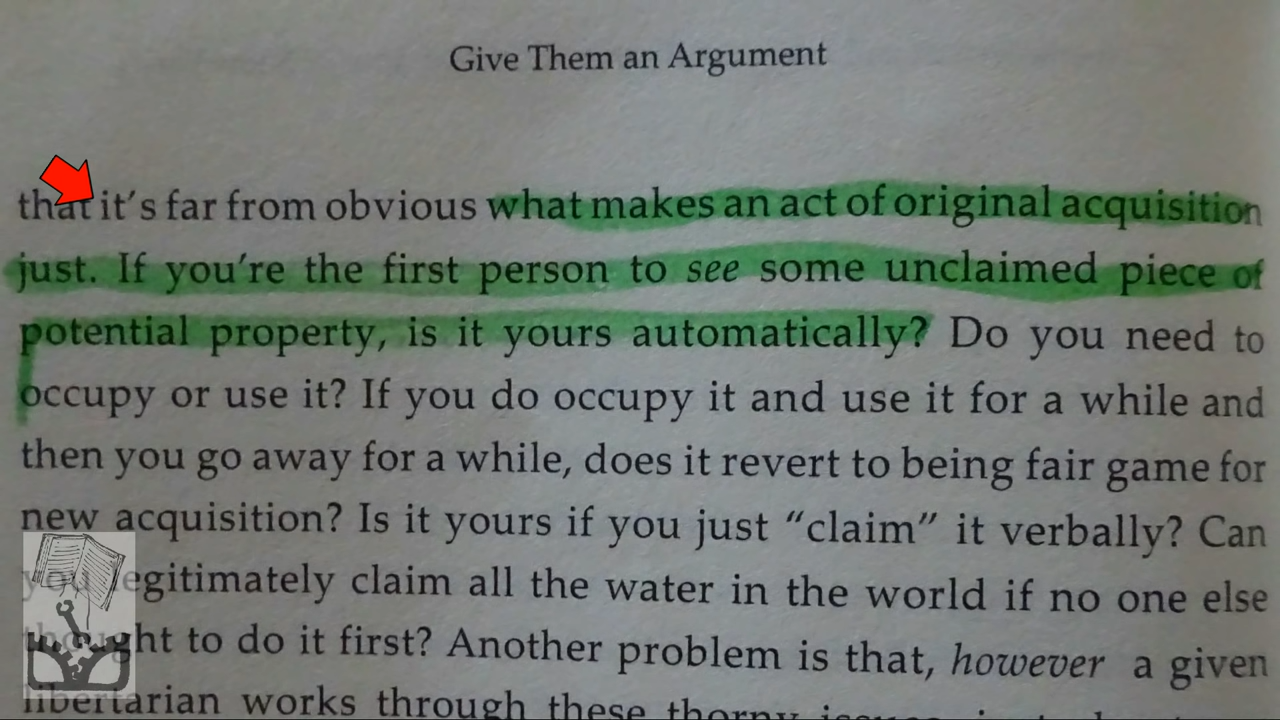 Give Them an Argument
that it's far from obvious what makes an act of original acquisition
just. If you're the first person to see some unclaimed piece of
potential property, is it yours automatically? Do you need to
occupy or use it? If you do occupy it and use it for a while and
then you go away for a while, does it revert to being fair game for
new acquisition? Is it yours if you just “claim” it verbally? Can
you legitimately claim all the water in the world if no one else
thought to do it first? Another problem is that, however a given
libertarian works through these thorny issues